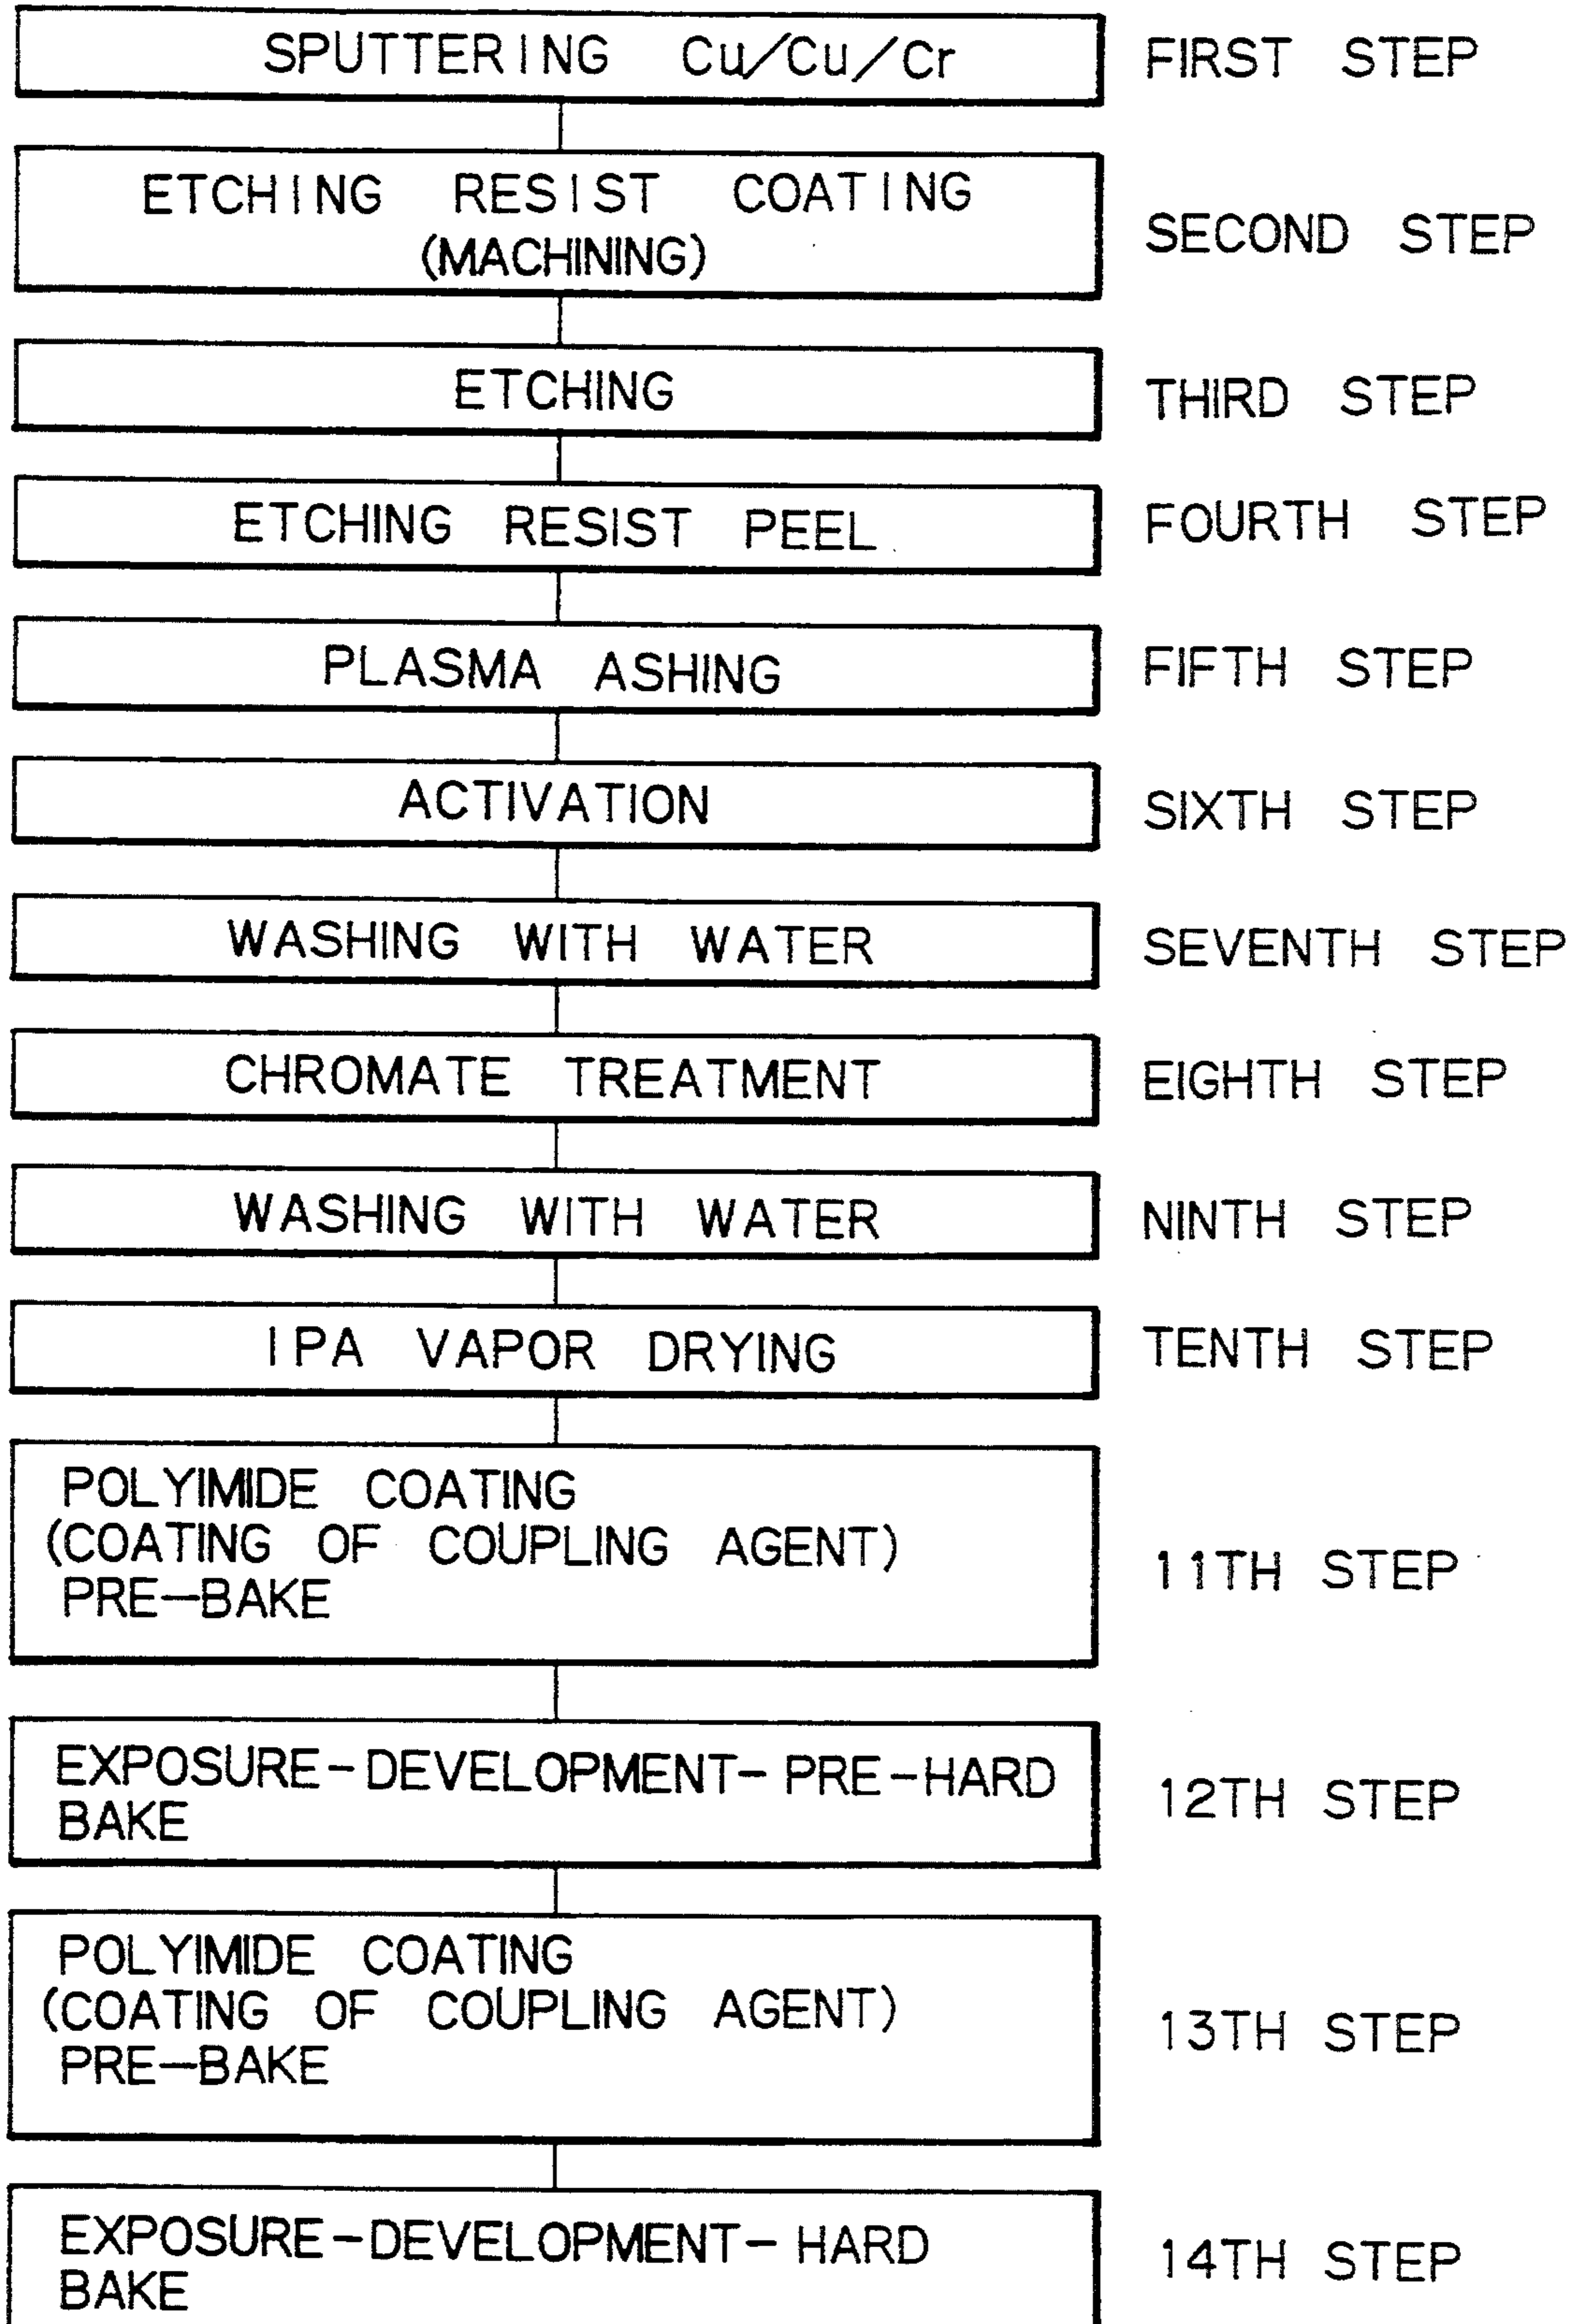 SPUTTERING Cu/Cu/Cr FIRST STEP
ETCHING RESIST COATING
(MACHINING)
SECOND STEP
ETCHING THIRD STEP
ETCHING RESIST PEEL FOURTH STEP
PLASMA ASHING FIFTH STEP
ACTIVATION SIXTH STEP
WASHING WITH WATER SEVENTH STEP
CHROMATE TREATMENT EIGHTH STEP
WASHING WITH WATER NINTH STEP
IPA VAPOR DRYING TENTH STEP
POLYIMIDE COATING
(COATING OF COUPLING AGENT)
PRE-BAKE
11TH STEP
EXPOSURE-DEVELOPMENT-PRE-HARD
BAKE
12TH STEP
POLYIMIDE COATING
(COATING OF COUPLING AGENT)
PRE-BAKE
13TH STEP
EXPOSURE-DEVELOPMENT-HARD
BAKE
14TH STEP